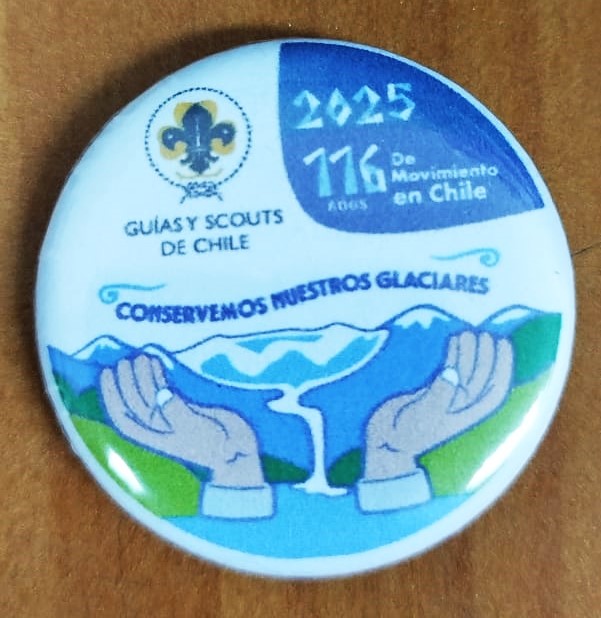 GUÍAS Y SCOUTS
DE CHILE
2025
116
Años
De
Movimiento
en Chile
CONSERVEMOS NUESTROS GLACIARES